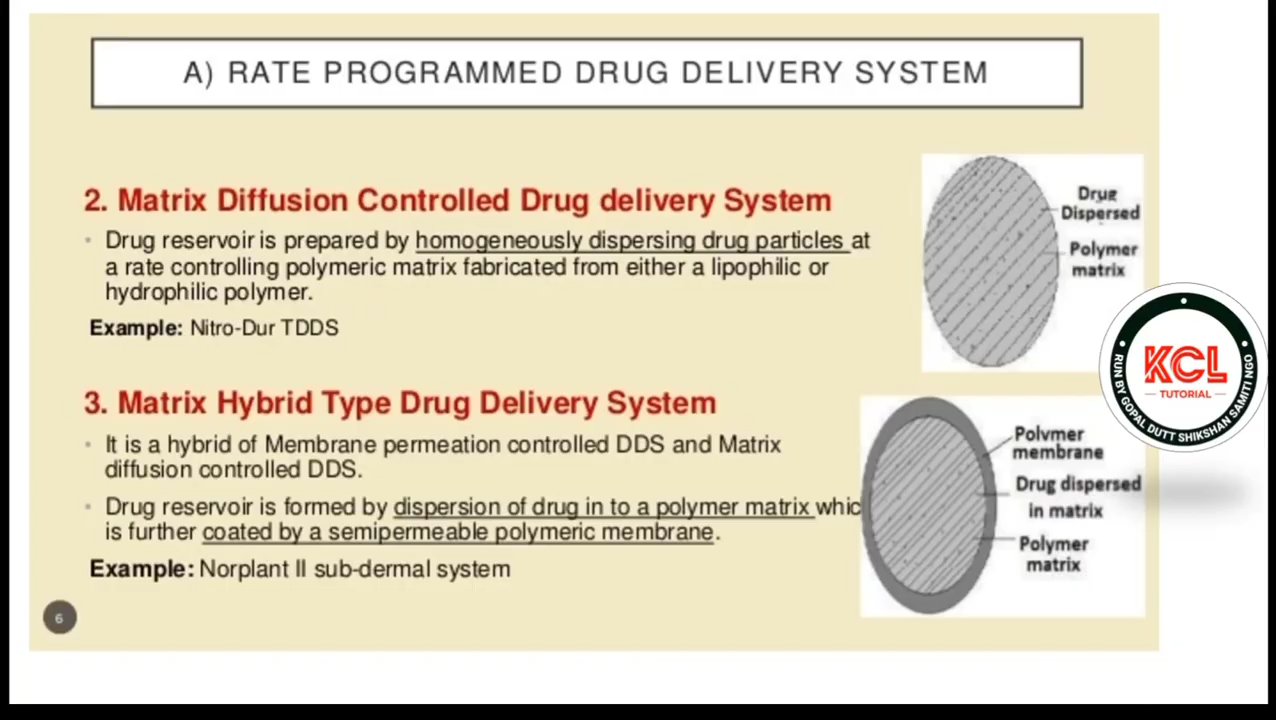 A) RATE PROGRAMMED DRUG DELIVERY SYSTEM
2. Matrix Diffusion Controlled Drug delivery System
• Drug reservoir is prepared by homogeneously dispersing drug particles at
a rate controlling polymeric matrix fabricated from either a lipophilic or
hydrophilic polymer.
Example: Nitro-Dur TDDS
Drug
Dispersed
Polymer
matrix
3. Matrix Hybrid Type Drug Delivery System
• It is a hybrid of Membrane permeation controlled DDS and Matrix
diffusion controlled DDS.
• Drug reservoir is formed by dispersion of drug in to a polymer matrix whic
is further coated by a semipermeable polymeric membrane.
Example: Norplant II sub-dermal system
Polymer
membrane
Drug dispersed
in matrix
Polymer
matrix
6
KCL
TUTORIAL
RUN BY GOPAL DUTT SHIKSHAN SAMITI NGO